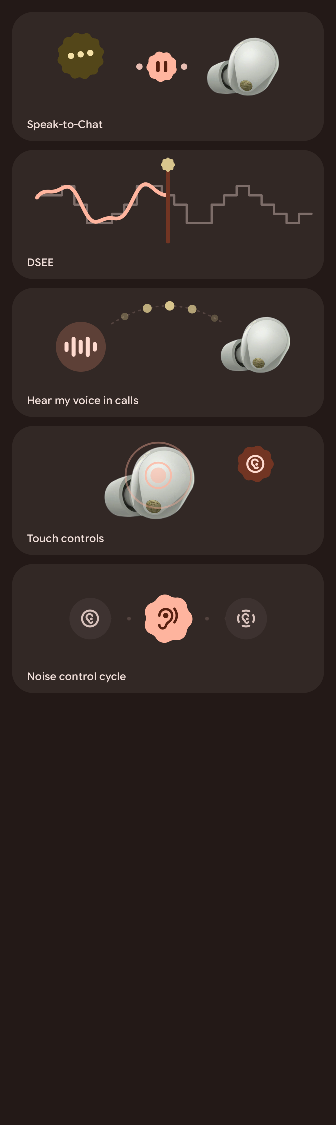 Speak-to-Chat
DSEE
Hear my voice in calls
Touch controls
Noise control cycle